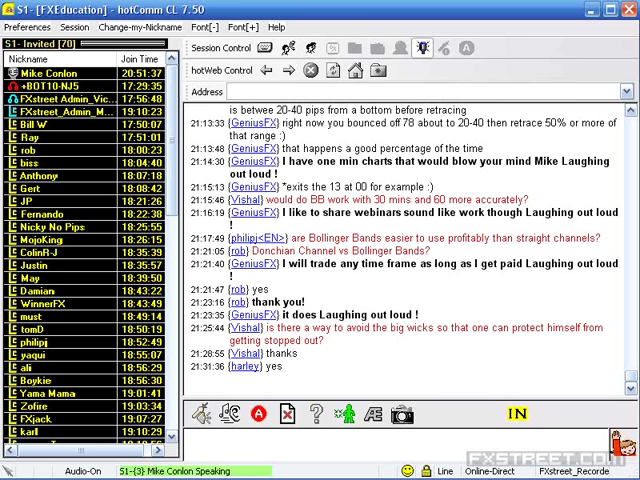 S1- [FXEducation] - hotComm CL 7.50
Preferences Session Change-my-Nickname Font[-] Font[+] Help
S1- Invited [70]
Nickname Join Time
Mike Conlon 20:51:37
+BOT10-NJ5 17:29:35
FXstreet Admin_Vic... 17:56:48
FXstreet_Admin_M... 19:10:23
Bill W 17:50:07
Ray 17:51:01
rob 18:00:23
biss 18:04:40
Anthony 18:07:18
Gert 18:08:42
JP 18:21:26
Fernando 18:22:38
Nicky No Pips 18:25:55
MojoKing 18:26:15
ColinR-J 18:35:39
Justin 18:35:57
May 18:39:50
Damian 18:43:22
WinnerFX 18:43:49
must 18:49:14
tomD 18:50:19
philipj 18:52:49
yaqui 18:55:07
ali 18:56:29
Boykie 18:56:30
Yama Mama 19:01:41
Zofire 19:03:34
FXjack 19:07:27
karll 19:10:29
Session Control
hotWeb Control
Address
is betwee 20-40 pips from a bottom before retracing
21:13:33 {GeniusFX} right now you bounced off 78 about to 20-40 then retrace 50% or more of
that range :)
21:13:48 {GeniusFX} that happens a good percentage of the time
21:14:30 {GeniusFX} I have one min charts that would blow your mind Mike Laughing
out loud !
21:15:13 {GeniusFX} *exits the 13 at 00 for example :)
21:15:46 {Vishal} would do BB work with 30 mins and 60 more accurately?
21:16:19 {GeniusFX} I like to share webinars sound like work though Laughing out loud
!
21:17:49 {philipj<EN>} are Bollinger Bands easier to use profitably than straight channels?
21:21:05 {rob} Donchian Channel vs Bollinger Bands?
21:21:40 {GeniusFX} I will trade any time frame as long as I get paid Laughing out loud
!
21:21:47 {rob} yes
21:23:16 {rob} thank you!
21:23:35 {GeniusFX} it does Laughing out loud !
21:25:44 {Vishal} is there a way to avoid the big wicks so that one can protect himself from
getting stopped out?
21:28:55 {Vishal} thanks
21:31:36 {harley} yes
IN
FXSTREET.COM
Audio-On S1-{3} Mike Conlon Speaking Line Online-Direct FXstreet_Recorde